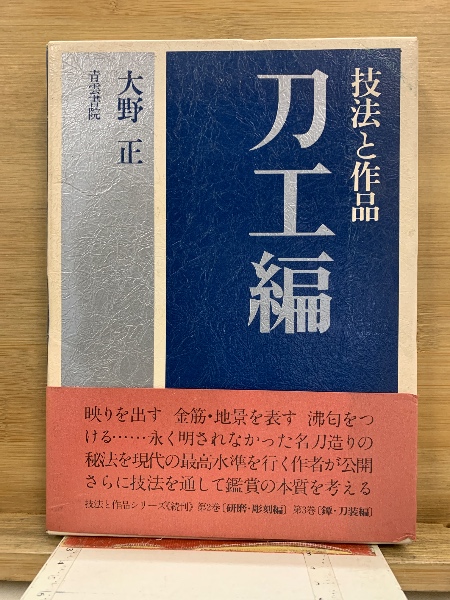 技法と作品
刀工編
大野 正
青雲書院
映りを出す 金筋・地景を表す 沸匂をつ
ける……永く明されなかった名刀造りの
秘法を現代の最高水準を行く作者が公開
さらに技法を通して鑑賞の本質を考える
技法と作品シリーズ《続刊》 第2巻〔研磨・彫刻編〕 第3巻〔鐔・刀装編〕